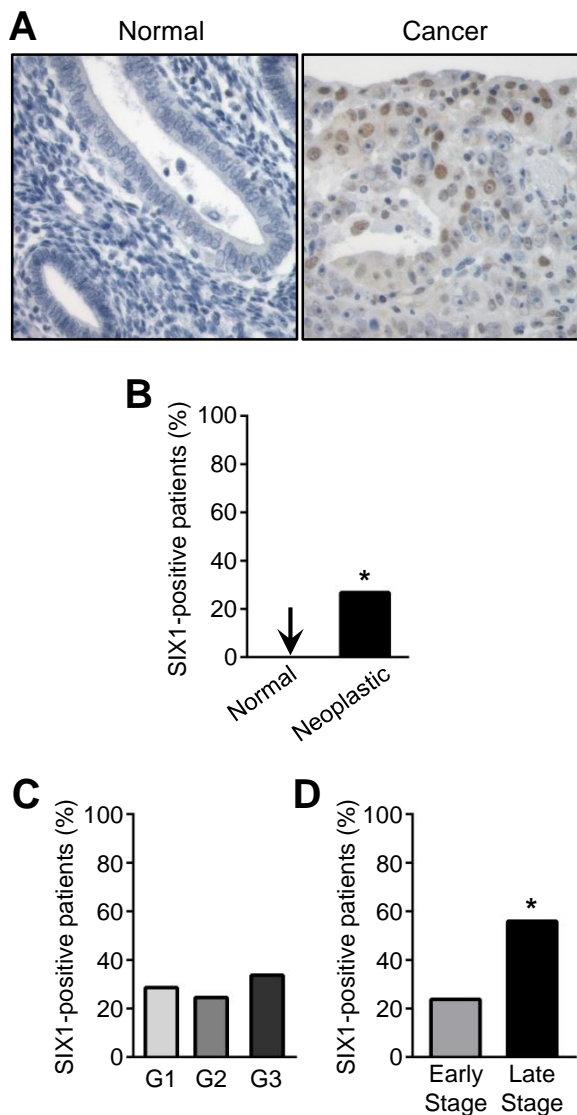 A
Normal
Cancer
B
SIX1-positive patients (%)
100
80
60
40
20
0
*
Normal
Neoplastic
C
SIX1-positive patients (%)
100
80
60
40
20
0
G1
G2
G3
D
SIX1-positive patients (%)
100
80
60
40
20
0
*
Early
Stage
Late
Stage